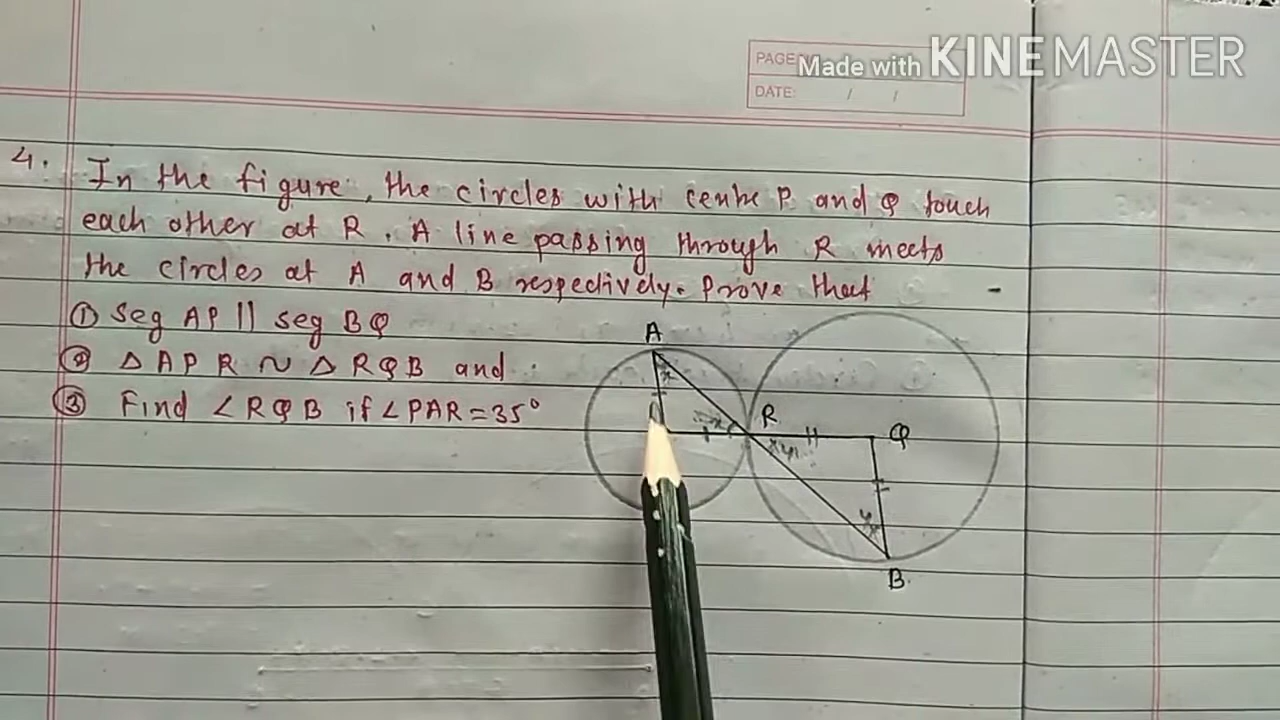 PAGE
Made with KINEMASTER
DATE: / /
4. In the figure, the circles with centre P and Q touch
each other at R. A line passing through R meets
the circles at A and B respectively. Prove that
① seg AP || seg BQ
② Δ APR ~ Δ RQB and
③ Find ∠RQB if ∠PAR=35°
A
x
x
R
Q
y
y
B